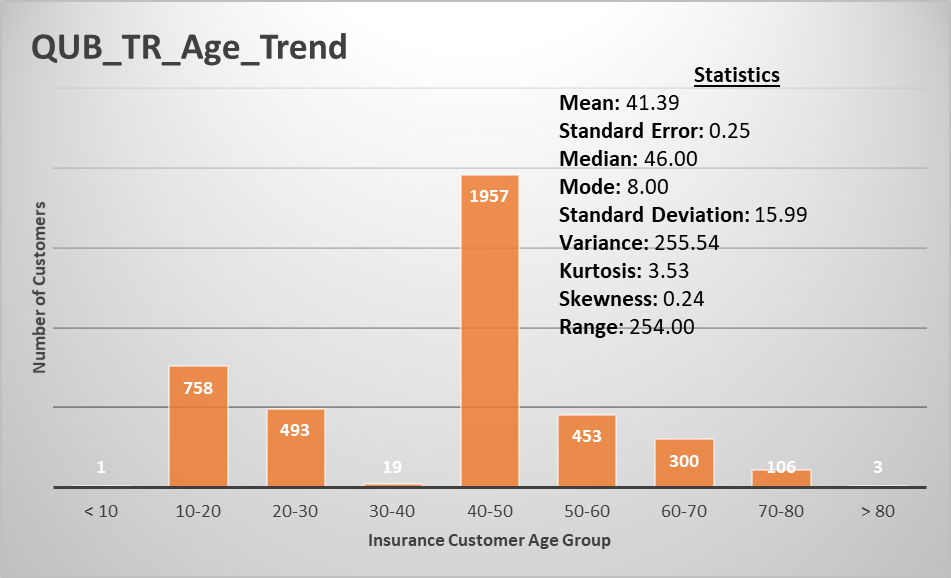 QUB_TR_Age_Trend
Statistics
Mean: 41.39
Standard Error: 0.25
Median: 46.00
Mode: 8.00
Standard Deviation: 15.99
Variance: 255.54
Kurtosis: 3.53
Skewness: 0.24
Range: 254.00
Number of Customers
1 758 493 19 1957 453 300 106 3
< 10 10-20 20-30 30-40 40-50 50-60 60-70 70-80 > 80
Insurance Customer Age Group